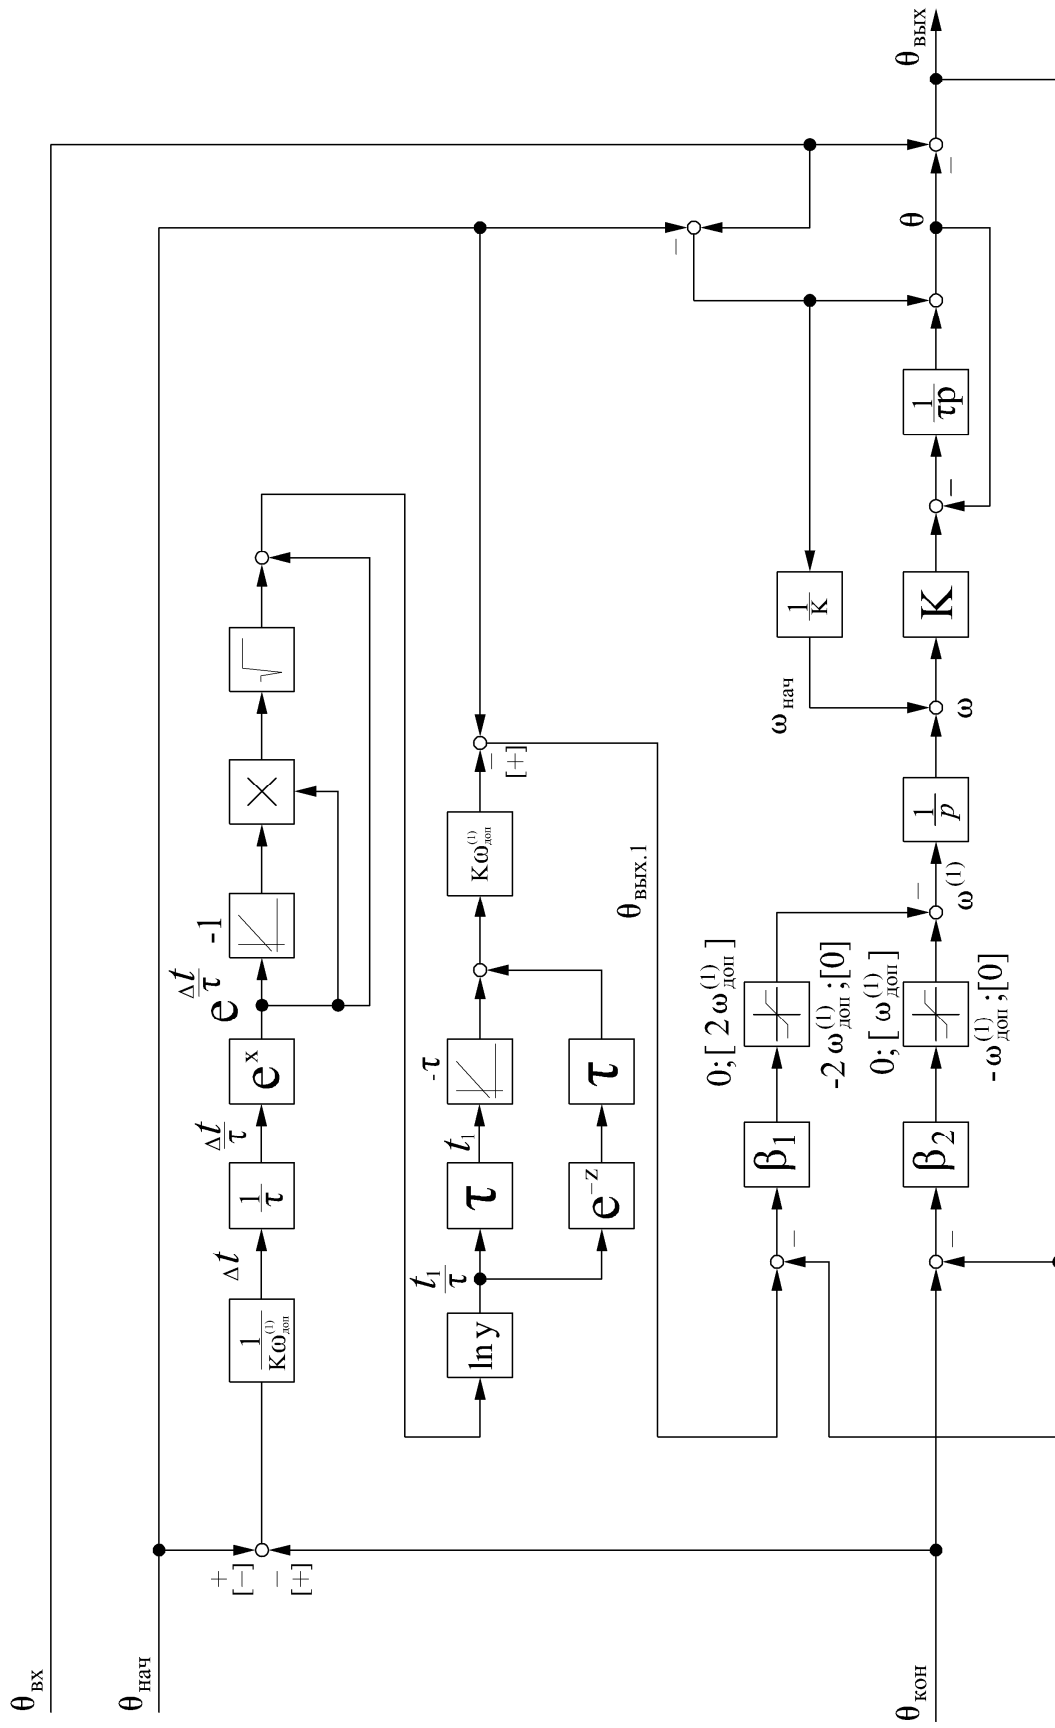 θвх
θнач
+
[−]
−
[+]
1
Kω(1)доп
Δt
1
τ
Δt
τ
e^x
e^Δt/τ
-1
×
√
ln y
t1
τ
τ
t1
-τ
e^−z
τ
Kω(1)доп
−
[+]
θвых.1
−
β1
0;[ 2ω(1)доп ]
-2ω(1)доп ;[0]
−
1
к
ωнач
−
θкон
−
β2
0;[ ω(1)доп]
-ω(1)доп ;[0]
ω(1)
1
p
ω
K
−
1
τp
θ
−
θвых